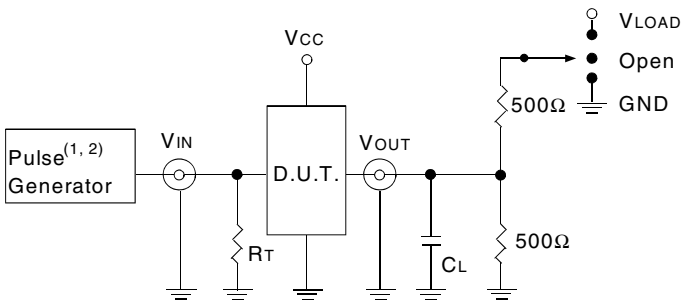 VLOAD
Open
GND
VCC
500Ω
VIN
VOUT
Pulse(1, 2)
Generator
D.U.T.
RT
CL
500Ω